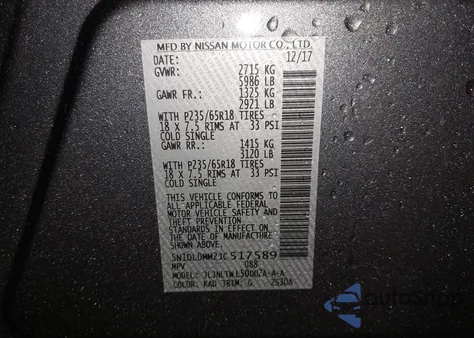 MFD BY NISSAN MOTOR CO., LTD.
DATE: 12/17
GVWR: 2715 KG
5986 LB
GAWR FR.: 1325 KG
2921 LB
WITH P235/65R18 TIRES
18 X 7.5 RIMS AT 33 PSI
COLD SINGLE
GAWR RR.: 1415 KG
3120 LB
WITH P235/65R18 TIRES
18 X 7.5 RIMS AT 33 PSI
COLD SINGLE
THIS VEHICLE CONFORMS
TO ALL APPLICABLE FEDERAL
MOTOR VEHICLE SAFETY STANDARDS
IN EFFECT ON THE DATE OF
MANUFACTURE SHOWN ABOVE.
5N1DL0MM2JC517589
MPV 088
MODEL:
COLOR: KAD TRIM: G
autoShop